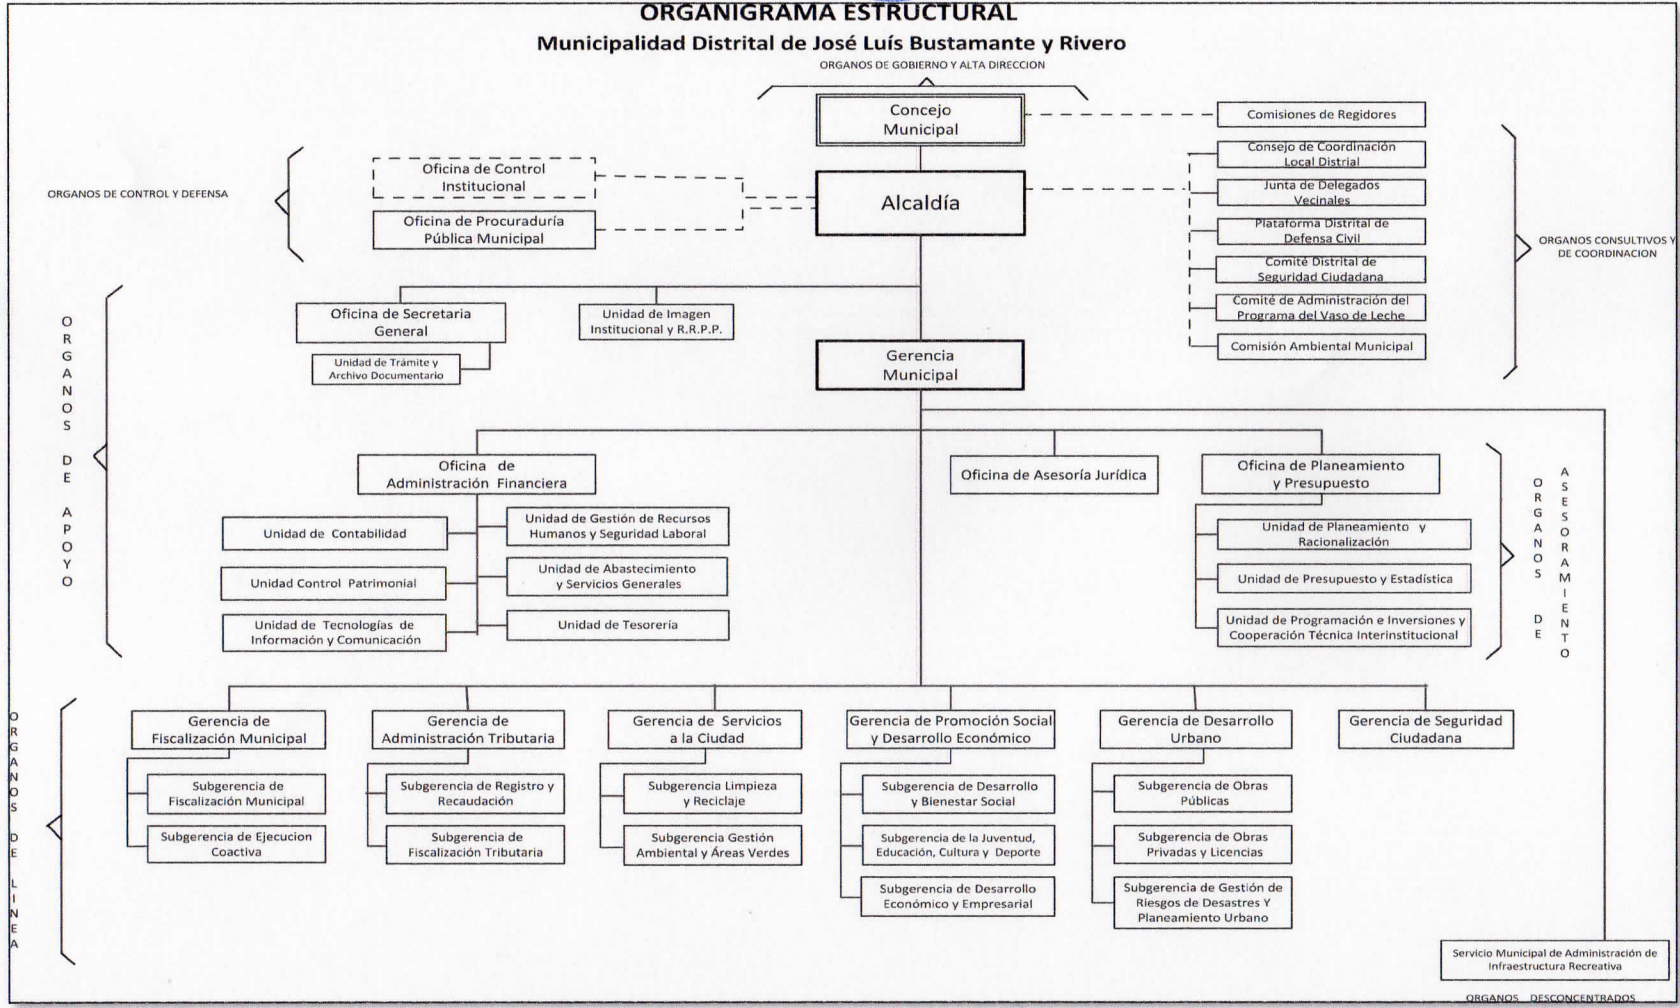 ORGANIGRAMA ESTRUCTURAL
Municipalidad Distrital de José Luís Bustamante y Rivero
ORGANOS DE GOBIERNO Y ALTA DIRECCION
Concejo
Municipal
Comisiones de Regidores
Oficina de Control
Institucional
Oficina de Procuraduría
Pública Municipal
ORGANOS DE CONTROL Y DEFENSA
Alcaldía
Consejo de Coordinación
Local Distrial
Junta de Delegados
Vecinales
Plataforma Distrital de
Defensa Civil
Comité Distrital de
Seguridad Ciudadana
Comité de Administración del
Programa del Vaso de Leche
Comisión Ambiental Municipal
ORGANOS CONSULTIVOS Y
DE COORDINACION
Oficina de Secretaria
General
Unidad de Trámite y
Archivo Documentario
Unidad de Imagen
Institucional y R.R.P.P.
Gerencia
Municipal
ORGANOS DE APOYO
Oficina de
Administración Financiera
Unidad de Contabilidad
Unidad Control Patrimonial
Unidad de Tecnologías de
Información y Comunicación
Unidad de Gestión de Recursos
Humanos y Seguridad Laboral
Unidad de Abastecimiento
y Servicios Generales
Unidad de Tesorería
Oficina de Asesoría Jurídica
Oficina de Planeamiento
y Presupuesto
Unidad de Planeamiento y
Racionalización
Unidad de Presupuesto y Estadística
Unidad de Programación e Inversiones y
Cooperación Técnica Interinstitucional
ORGANOS DE
ASESORAMIENTO
ORGANOS DE LINEA
Gerencia de
Fiscalización Municipal
Subgerencia de
Fiscalización Municipal
Subgerencia de Ejecucion
Coactiva
Gerencia de
Administración Tributaria
Subgerencia de Registro y
Recaudación
Subgerencia de
Fiscalización Tributaria
Gerencia de Servicios
a la Ciudad
Subgerencia Limpieza
y Reciclaje
Subgerencia Gestión
Ambiental y Áreas Verdes
Gerencia de Promoción Social
y Desarrollo Económico
Subgerencia de Desarrollo
y Bienestar Social
Subgerencia de la Juventud,
Educación, Cultura y Deporte
Subgerencia de Desarrollo
Económico y Empresarial
Gerencia de Desarrollo
Urbano
Subgerencia de Obras
Públicas
Subgerencia de Obras
Privadas y Licencias
Subgerencia de Gestión de
Riesgos de Desastres Y
Planeamiento Urbano
Gerencia de Seguridad
Ciudadana
Servicio Municipal de Administración de
Infraestructura Recreativa
ORGANOS DESCONCENTRADOS